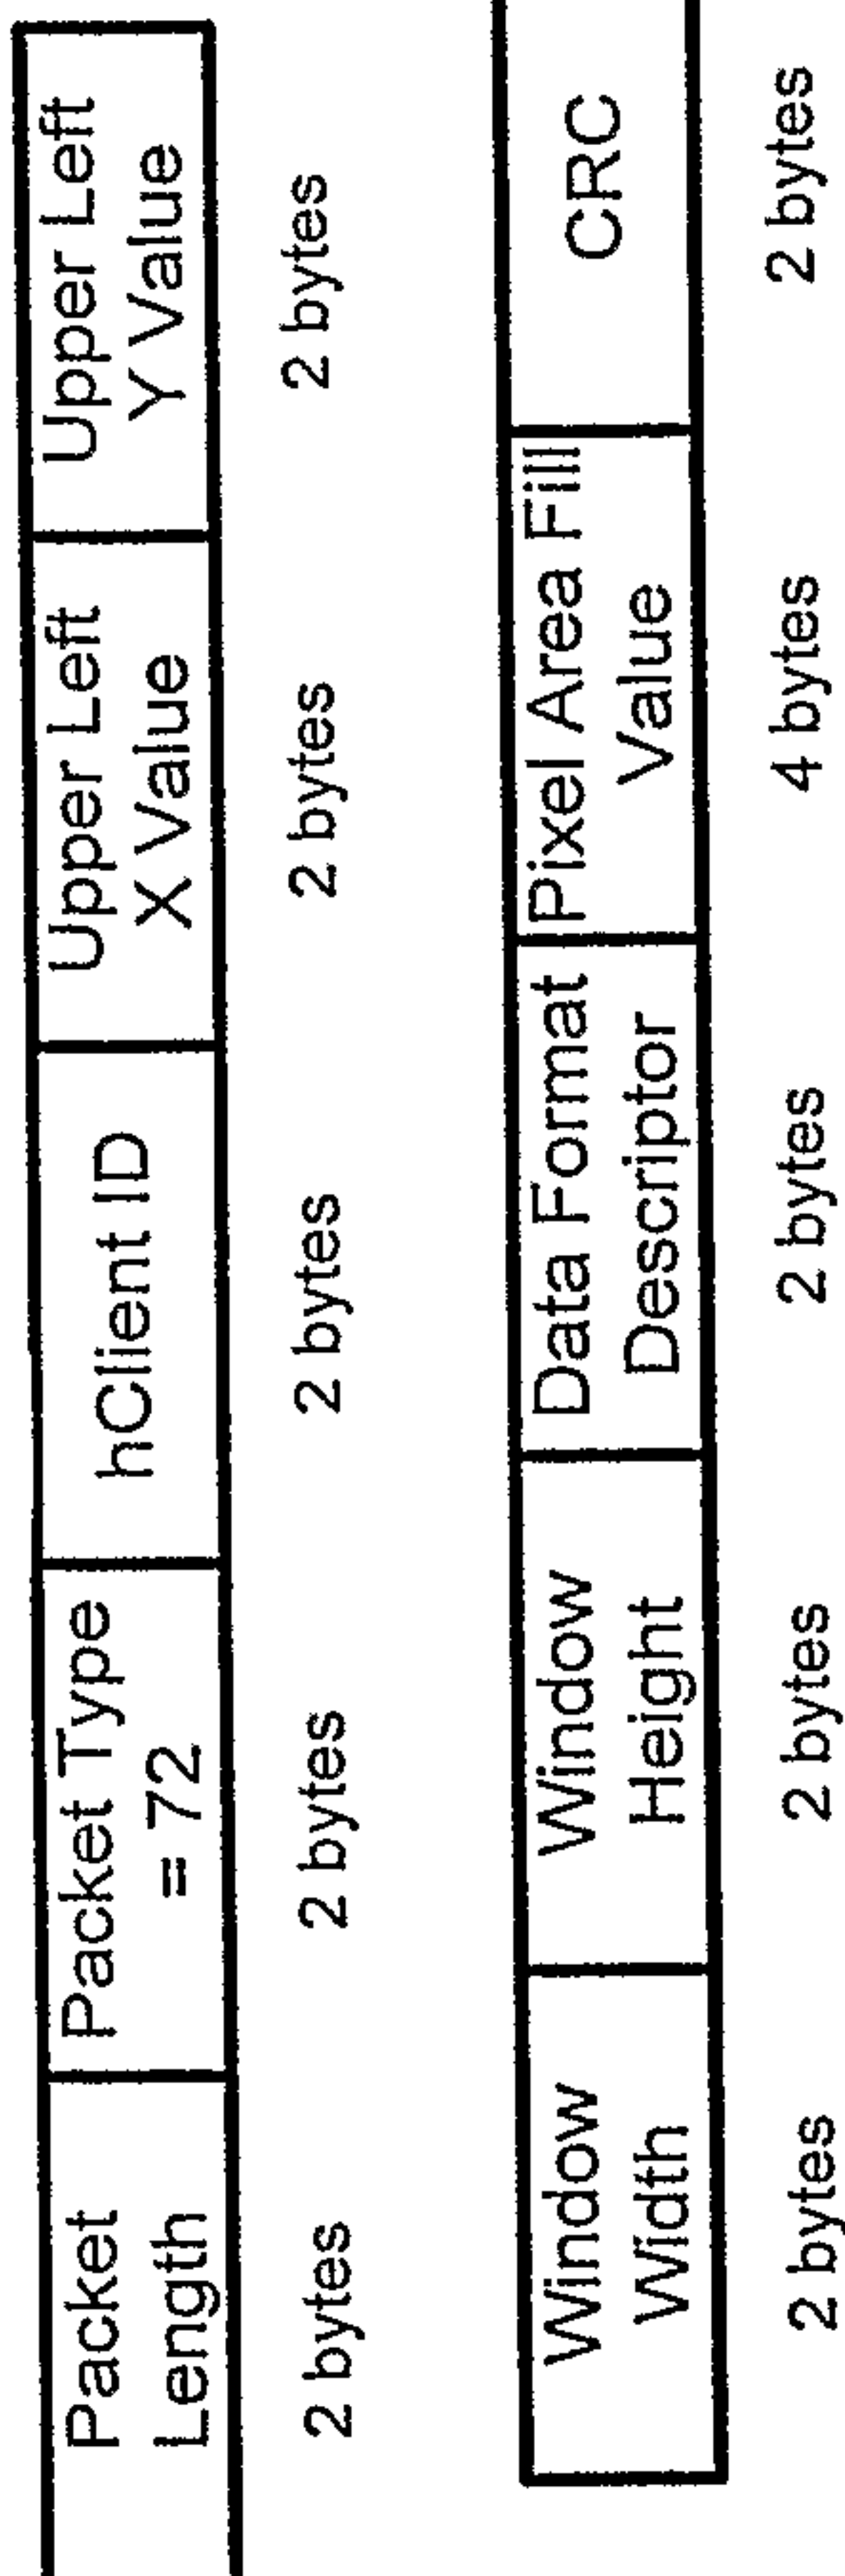 Packet
Length
Packet Type
= 72
hClient ID
Upper Left
X Value
Upper Left
Y Value
2 bytes
2 bytes
2 bytes
2 bytes
2 bytes
Window
Width
Window
Height
Data Format
Descriptor
Pixel Area Fill
Value
CRC
2 bytes
2 bytes
2 bytes
4 bytes
2 bytes